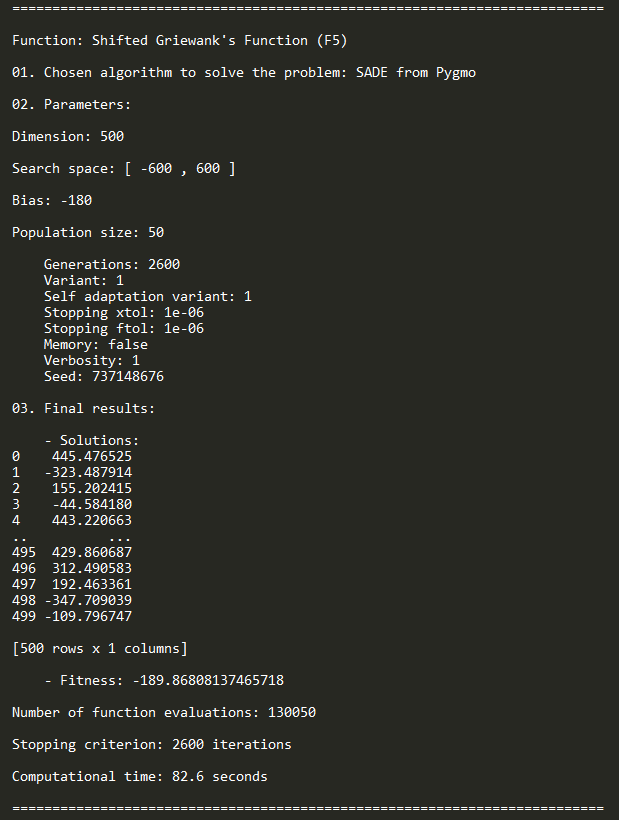 ==========================================================================
Function: Shifted Griewank's Function (F5)
01. Chosen algorithm to solve the problem: SADE from Pygmo
02. Parameters:
Dimension: 500
Search space: [ -600 , 600 ]
Bias: -180
Population size: 50
Generations: 2600
Variant: 1
Self adaptation variant: 1
Stopping xtol: 1e-06
Stopping ftol: 1e-06
Memory: false
Verbosity: 1
Seed: 737148676
03. Final results:
- Solutions:
0 445.476525
1 -323.487914
2 155.202415
3 -44.584180
4 443.220663
.. ...
495 429.860687
496 312.490583
497 192.463361
498 -347.709039
499 -109.796747
[500 rows x 1 columns]
- Fitness: -189.86808137465718
Number of function evaluations: 130050
Stopping criterion: 2600 iterations
Computational time: 82.6 seconds
==========================================================================